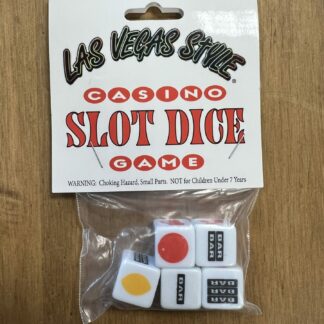 LAS VEGAS STYLE®
CASINO
SLOT DICE
GAME
WARNING: Choking Hazard, Small Parts. NOT for Children Under 7 Years
BAR
BAR
BAR
BAR
BAR
BAR